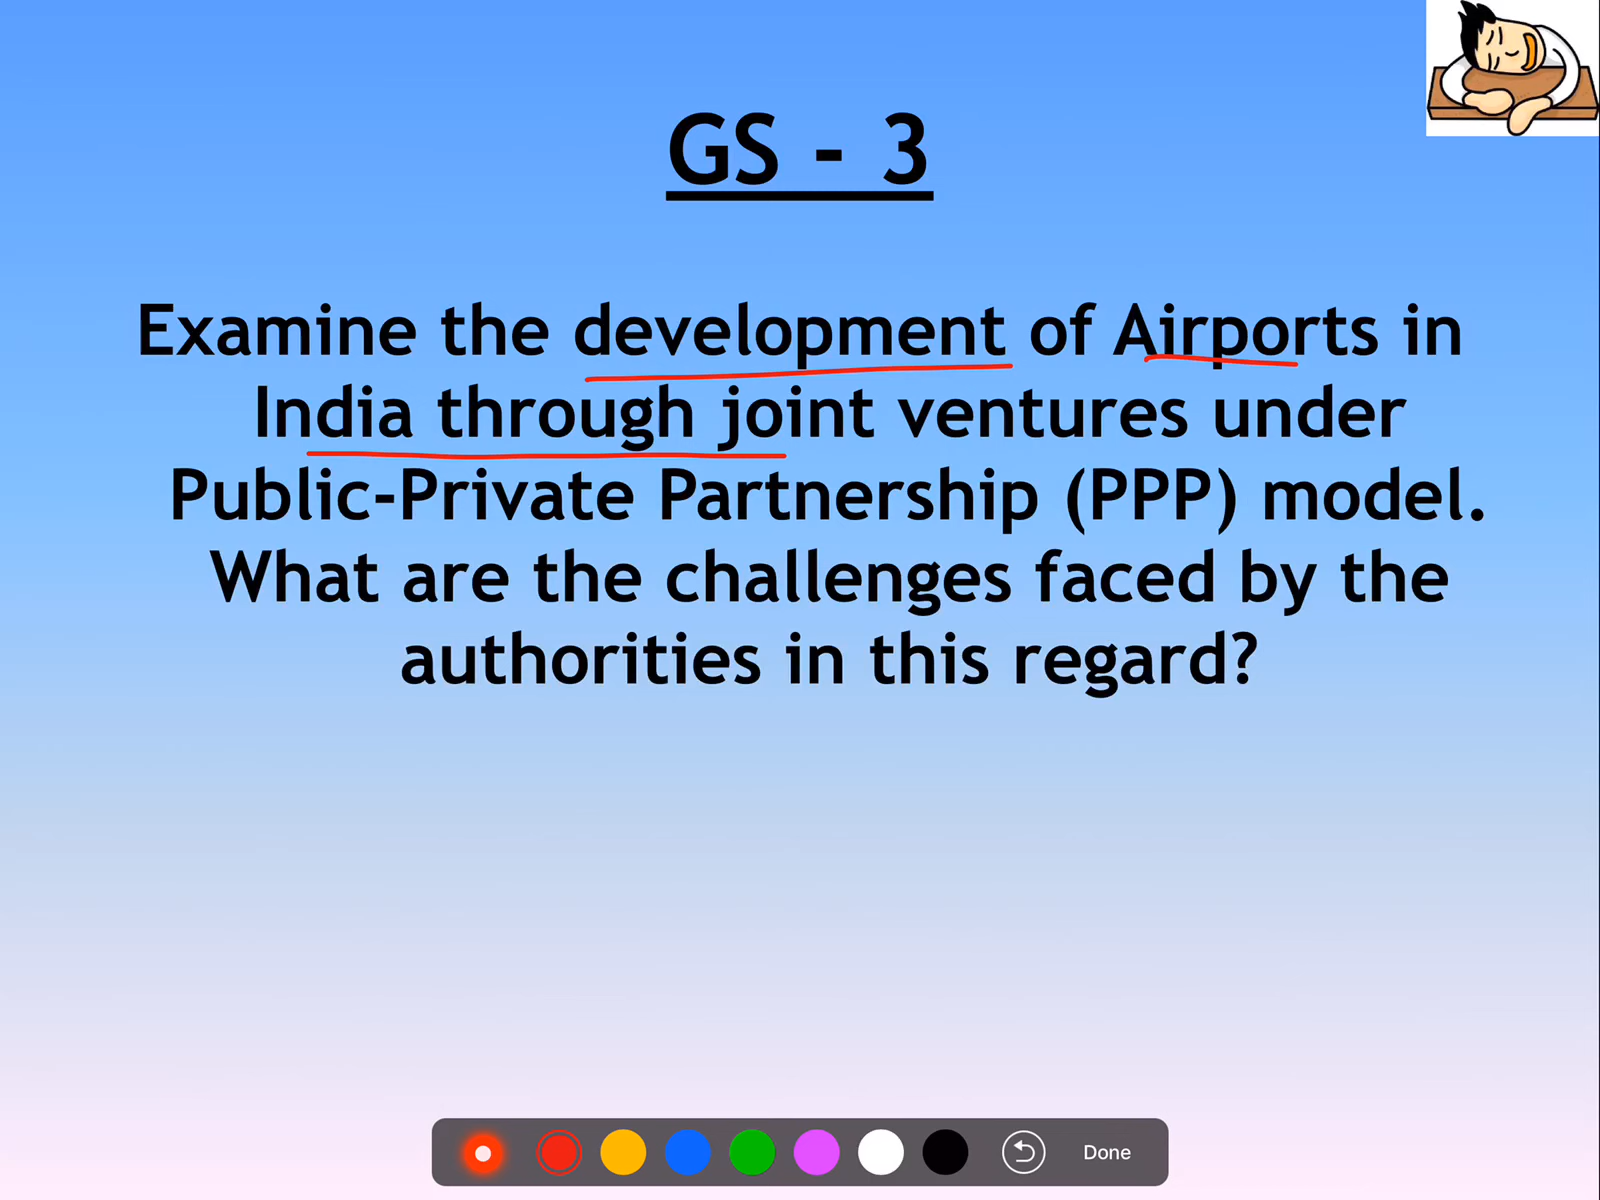 GS - 3
Examine the development of Airports in
India through joint ventures under
Public-Private Partnership (PPP) model.
What are the challenges faced by the
authorities in this regard?
Done